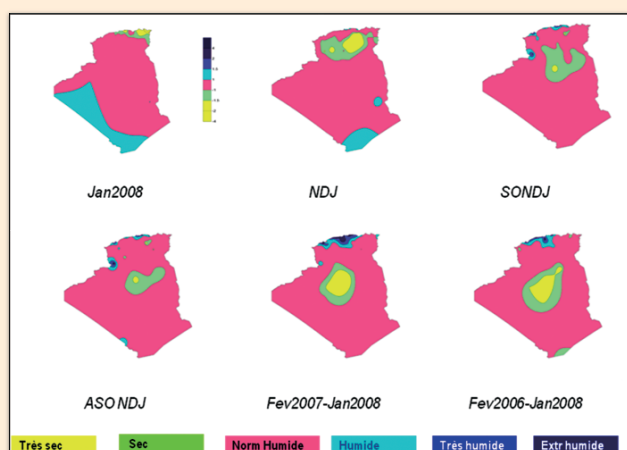 Jan2008
NDJ
SONDJ
ASO NDJ
Fev2007-Jan2008
Fev2006-Jan2008
Très sec
Sec
Norm Humide
Humide
Très humide
Extr humide